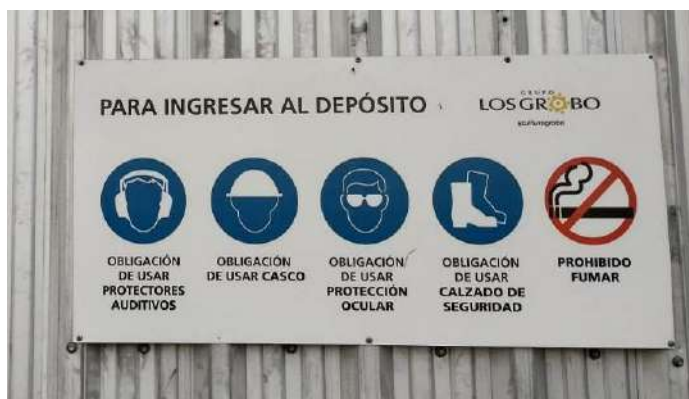 PARA INGRESAR AL DEPÓSITO
GRUPO
LOS GROBO
OBLIGACIÓN
DE USAR
PROTECTORES
AUDITIVOS
OBLIGACIÓN
DE USAR CASCO
OBLIGACIÓN
DE USAR
PROTECCIÓN
OCULAR
OBLIGACIÓN
DE USAR
CALZADO DE
SEGURIDAD
PROHIBIDO
FUMAR